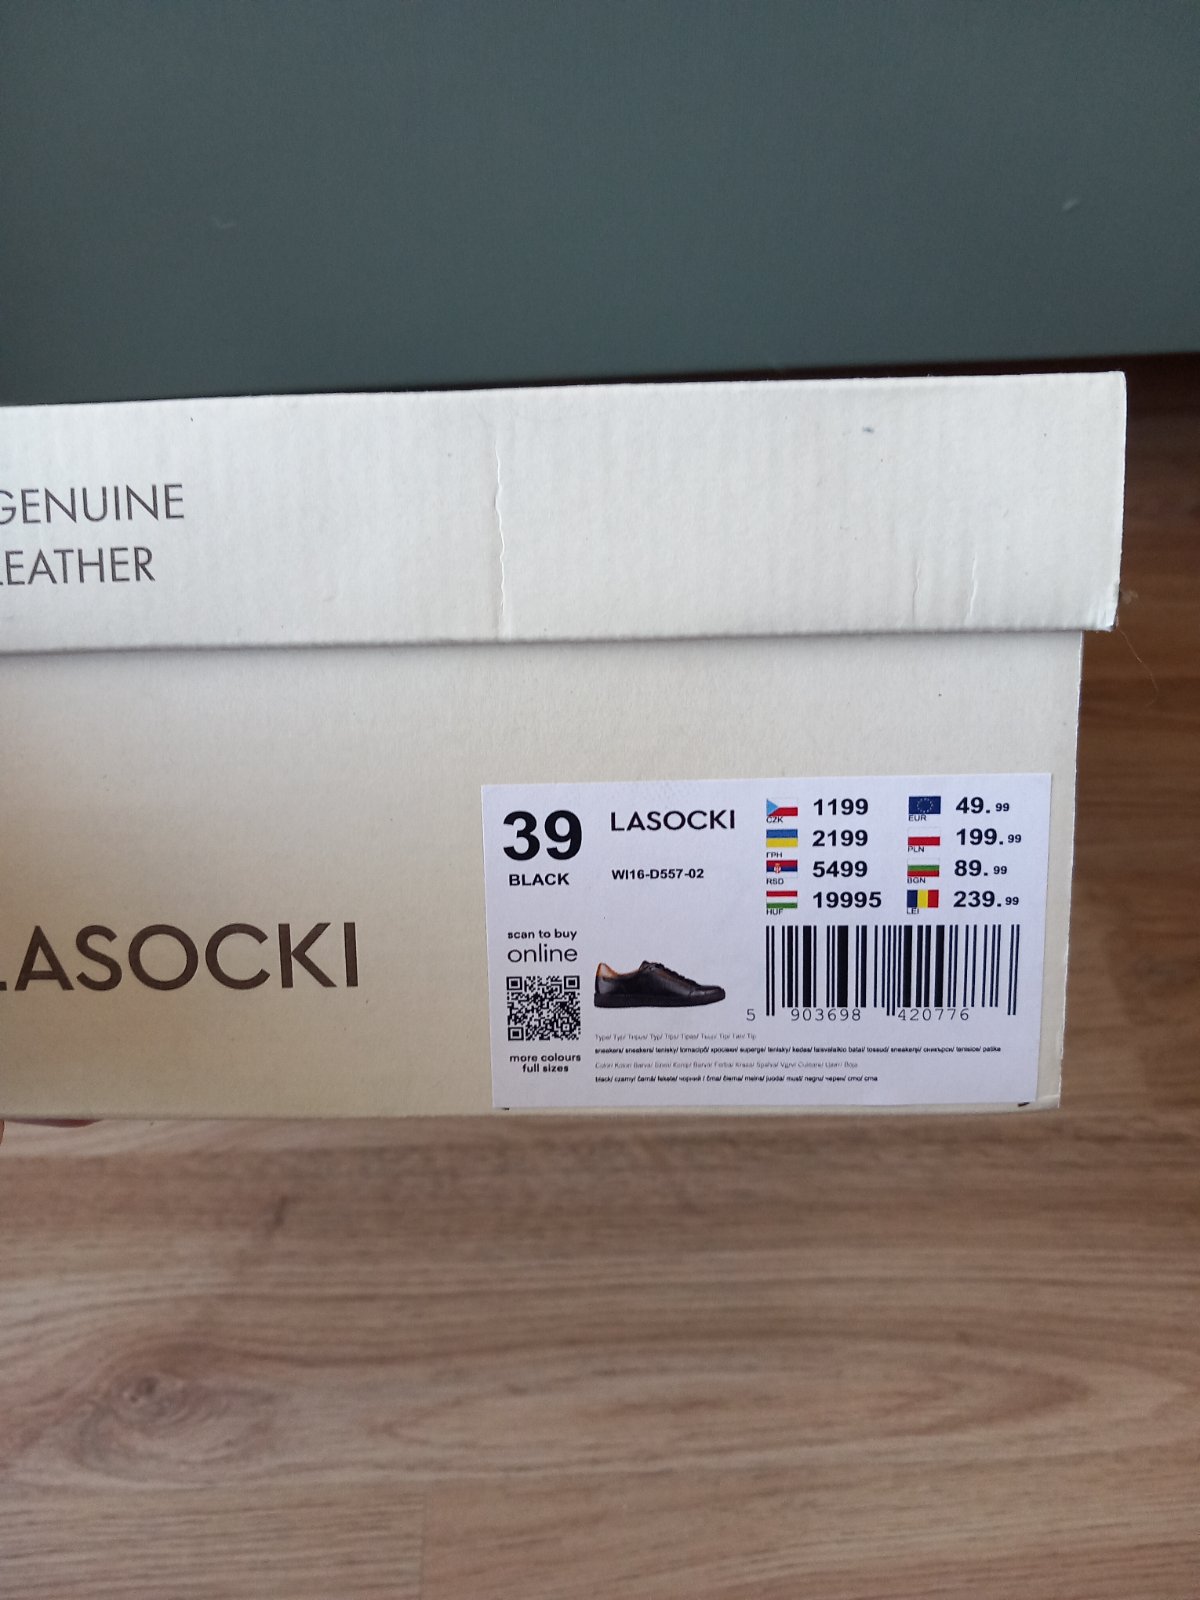 GENUINE
LEATHER
LASOCKI
39
BLACK
LASOCKI
WI16-D557-02
CZK 1199
ГРН 2199
RSD 5499
HUF 19995
EUR 49.99
PLN 199.99
BGN 89.99
LEI 239.99
scan to buy
online
more colours
full sizes
5 903698 420776